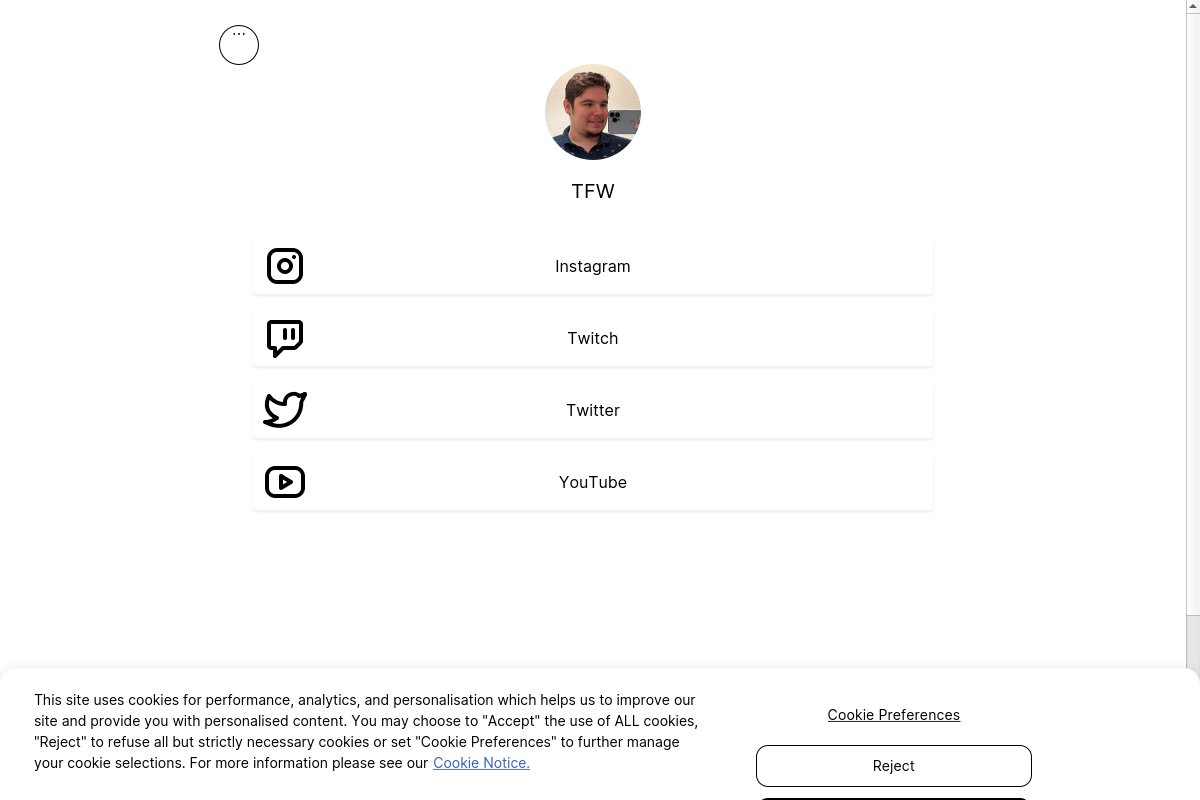 ...
TFW
Instagram
Twitch
Twitter
YouTube
This site uses cookies for performance, analytics, and personalisation which helps us to improve our
site and provide you with personalised content. You may choose to "Accept" the use of ALL cookies,
"Reject" to refuse all but strictly necessary cookies or set "Cookie Preferences" to further manage
your cookie selections. For more information please see our Cookie Notice.
Cookie Preferences
Reject